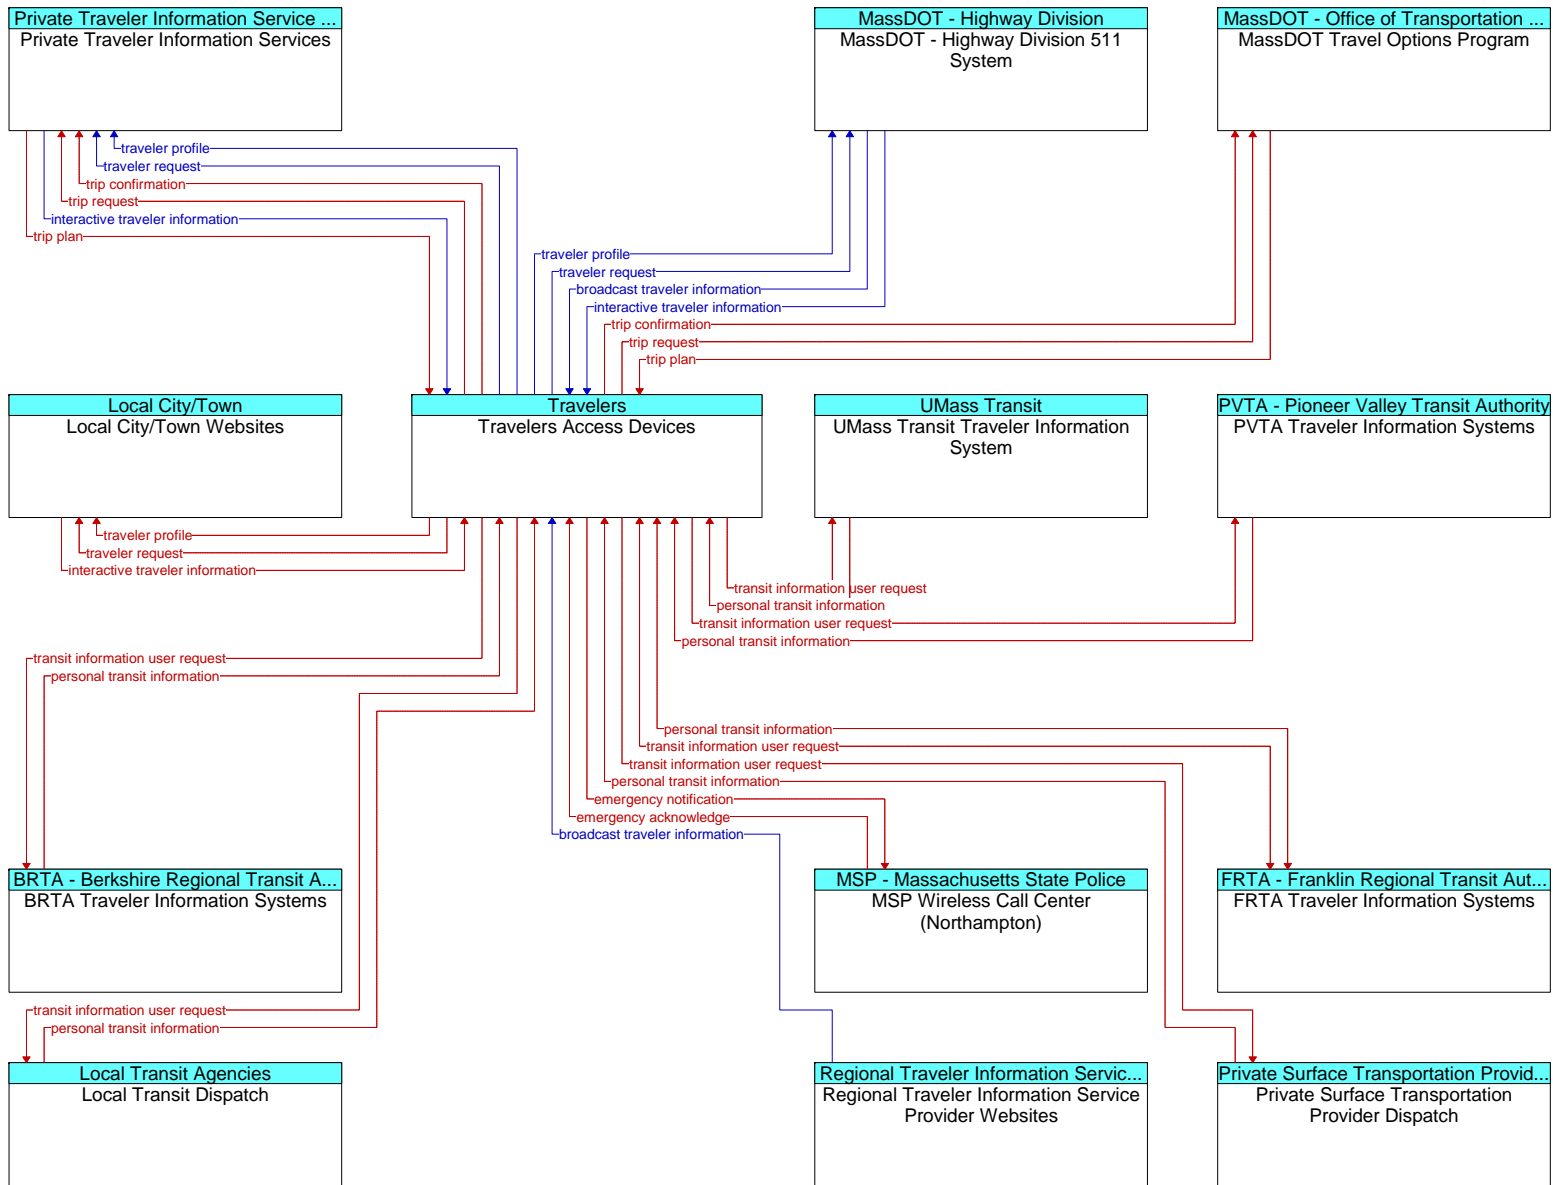 Private Traveler Information Service ...
Private Traveler Information Services
MassDOT - Highway Division
MassDOT - Highway Division 511
System
MassDOT - Office of Transportation ...
MassDOT Travel Options Program
traveler profile
traveler request
trip confirmation
trip request
interactive traveler information
trip plan
traveler profile
traveler request
broadcast traveler information
interactive traveler information
trip confirmation
trip request
trip plan
Local City/Town
Local City/Town Websites
Travelers
Travelers Access Devices
UMass Transit
UMass Transit Traveler Information
System
PVTA - Pioneer Valley Transit Authority
PVTA Traveler Information Systems
traveler profile
traveler request
interactive traveler information
transit information user request
personal transit information
transit information user request
personal transit information
transit information user request
personal transit information
personal transit information
transit information user request
transit information user request
personal transit information
emergency notification
emergency acknowledge
broadcast traveler information
BRTA - Berkshire Regional Transit A...
BRTA Traveler Information Systems
MSP - Massachusetts State Police
MSP Wireless Call Center
(Northampton)
FRTA - Franklin Regional Transit Aut...
FRTA Traveler Information Systems
transit information user request
personal transit information
Local Transit Agencies
Local Transit Dispatch
Regional Traveler Information Servic...
Regional Traveler Information Service
Provider Websites
Private Surface Transportation Provid...
Private Surface Transportation
Provider Dispatch